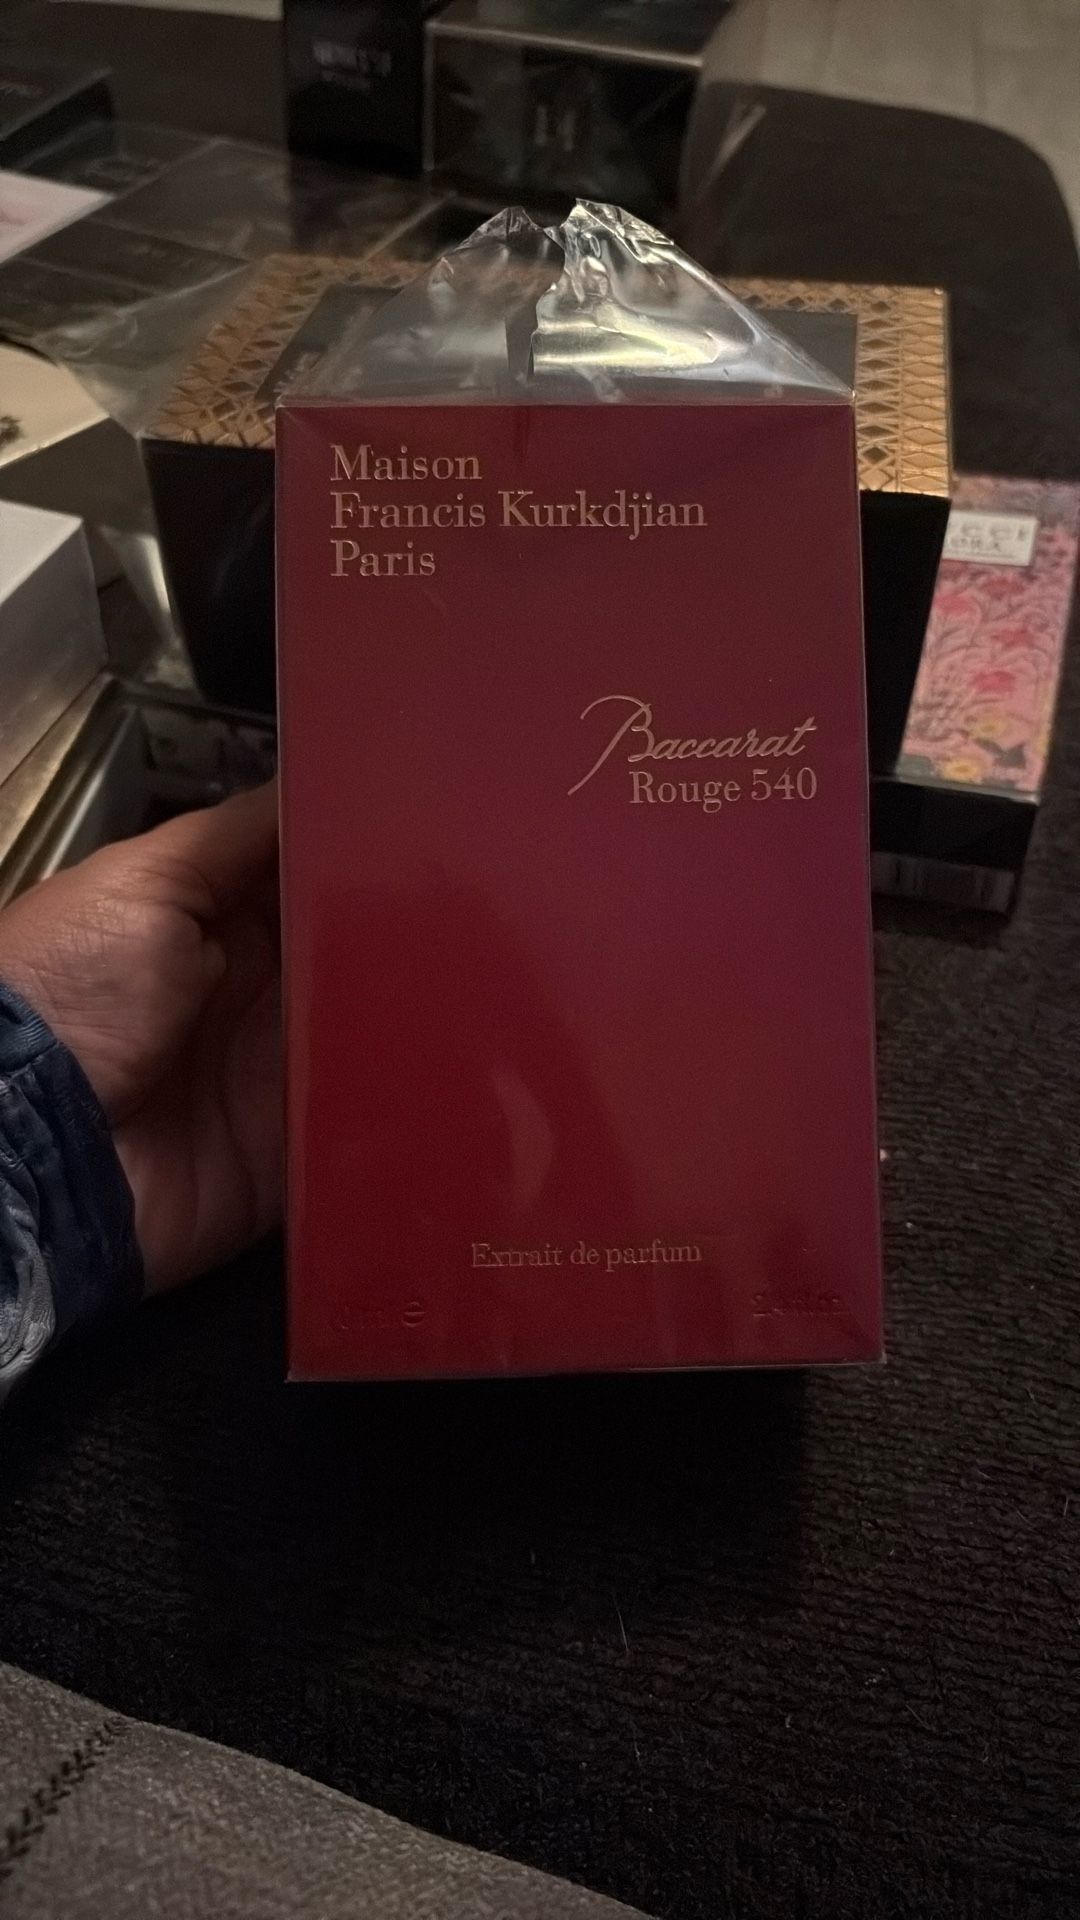 Maison
Francis Kurkdjian
Paris
Baccarat
Rouge 540
Extrait de parfum